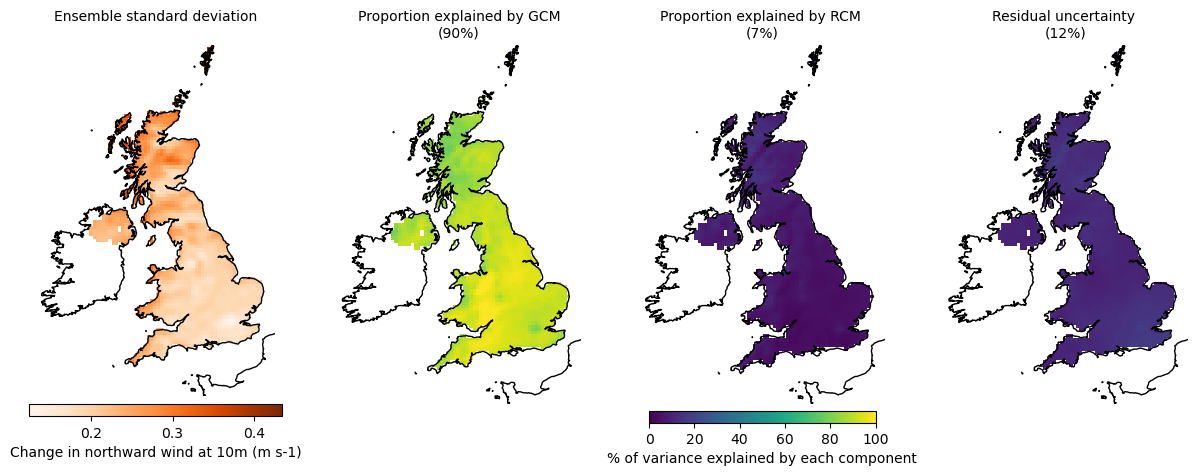 Ensemble standard deviation
Proportion explained by GCM
(90%)
Proportion explained by RCM
(7%)
Residual uncertainty
(12%)
0.2 0.3 0.4
Change in northward wind at 10m (m s-1)
0 20 40 60 80 100
% of variance explained by each component